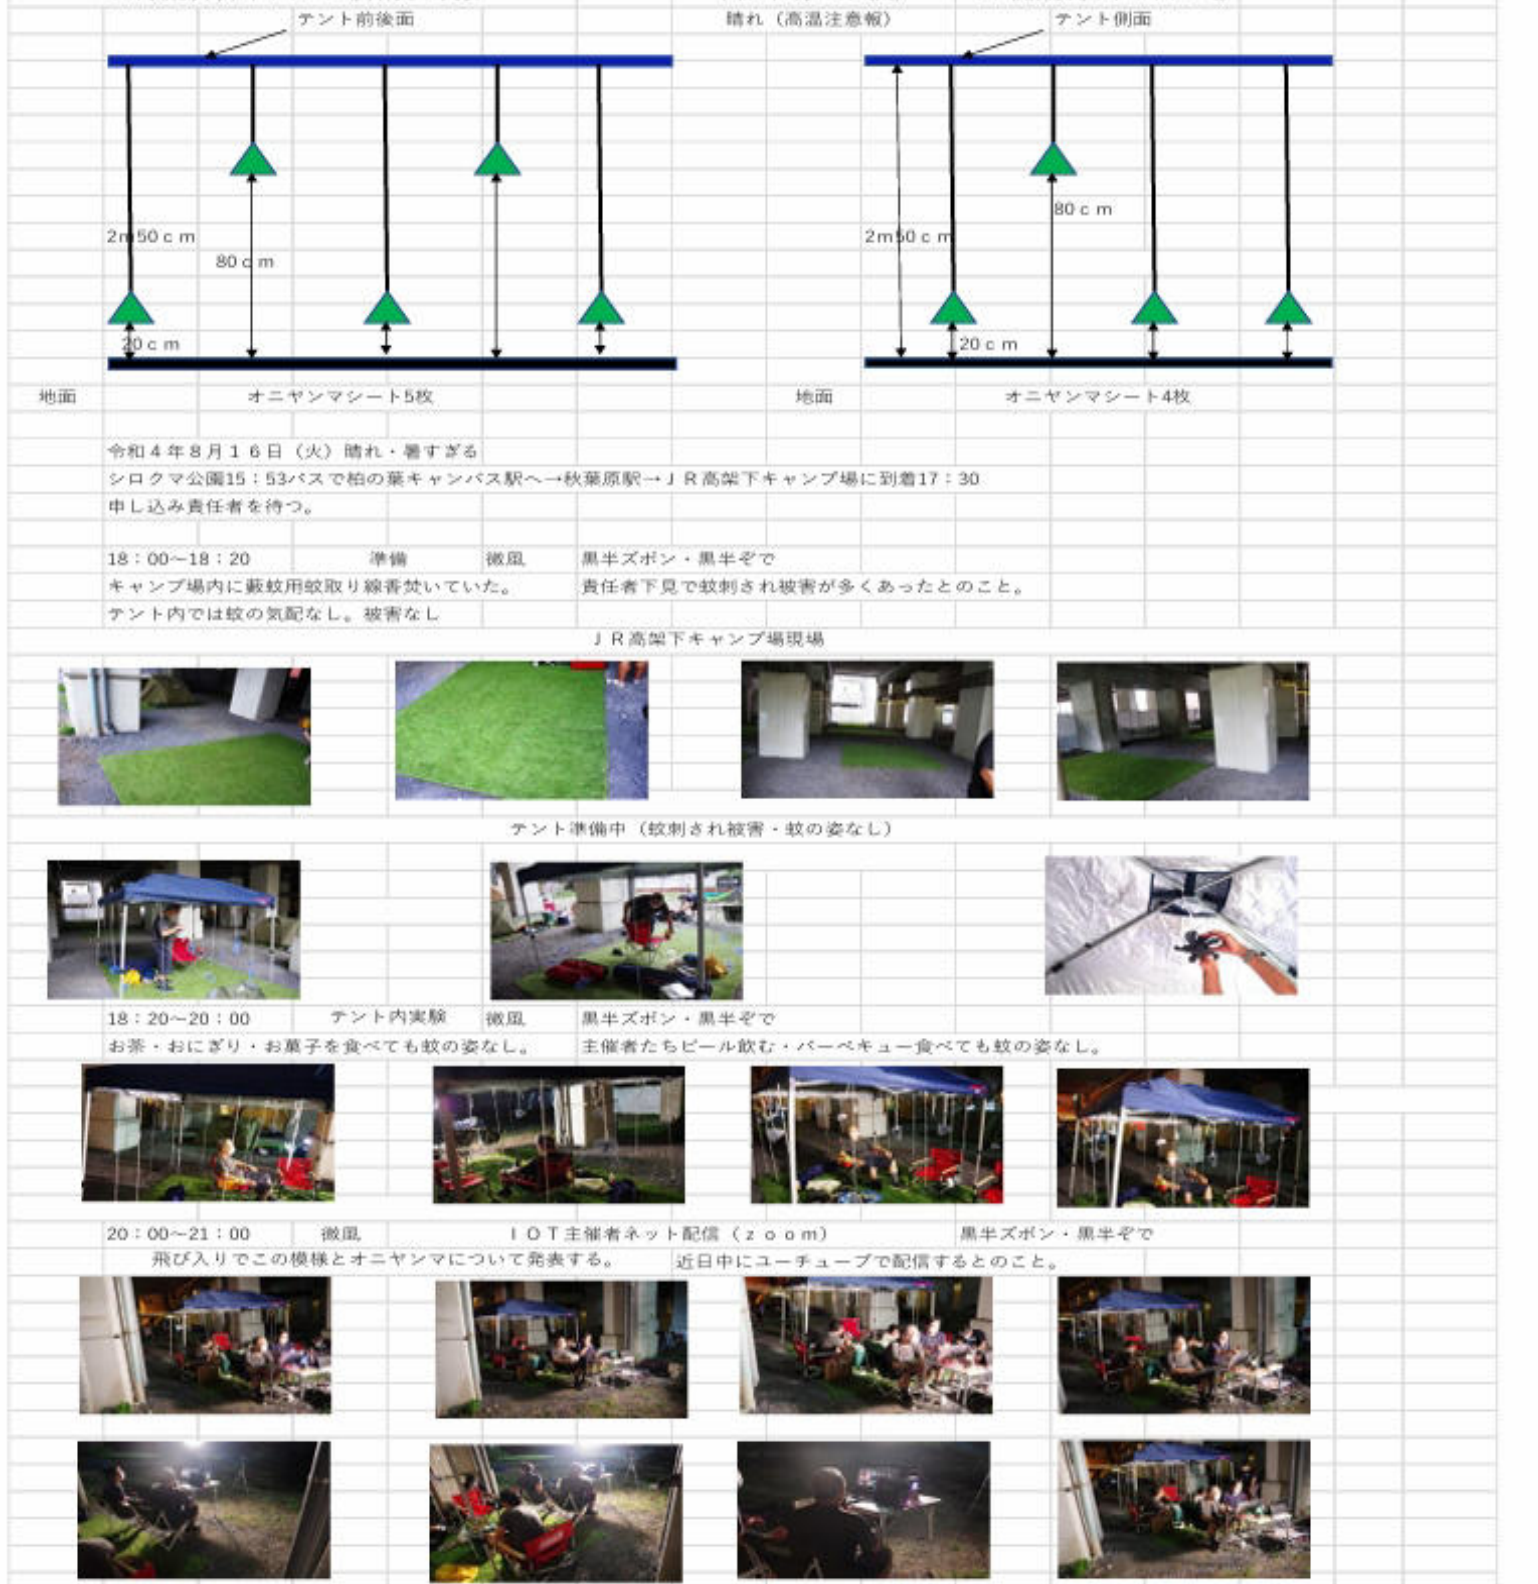 テント前後面
晴れ（高温注意報）
テント側面
2m50cm
80cm
20cm
2m50cm
80cm
20cm
地面
オニヤンマシート5枚
地面
オニヤンマシート4枚
令和４年８月１６日（火）晴れ・暑すぎる
シロクマ公園15：53バスで柏の葉キャンバス駅へ→秋葉原駅→ＪＲ高架下キャンプ場に到着17：30
申し込み責任者を待つ。
18：00～18：20 準備 微風 黒半ズボン・黒半ぞで
キャンプ場内に藪蚊用蚊取り線香焚いていた。 責任者下見で蚊刺され被害が多くあったとのこと。
テント内では蚊の気配なし。被害なし
ＪＲ高架下キャンプ場現場
テント準備中（蚊刺され被害・蚊の姿なし）
18：20～20：00 テント内実験 微風 黒半ズボン・黒半ぞで
お茶・おにぎり・お菓子を食べても蚊の姿なし。 主催者たちビール飲む・バーベキュー食べても蚊の姿なし。
20：00～21：00 微風 ＩＯＴ主催者ネット配信（ｚｏｏｍ） 黒半ズボン・黒半ぞで
飛び入りでこの模様とオニヤンマについて発表する。 近日中にユーチューブで配信するとのこと。